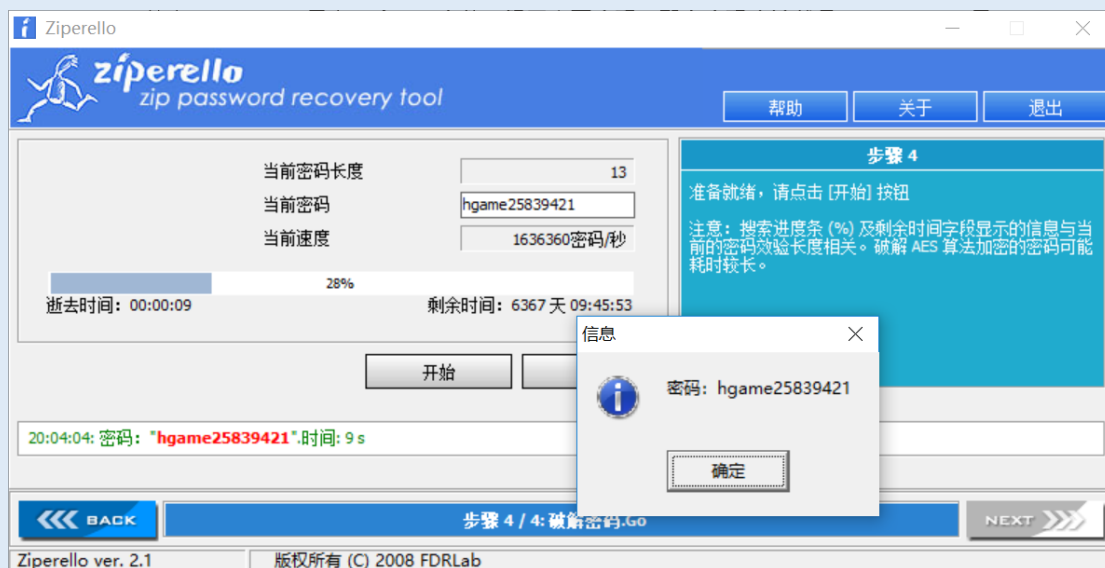 Ziperello
ziperello
zip password recovery tool
帮助 关于 退出
当前密码长度 13
当前密码 hgame25839421
当前速度 1636360密码/秒
28%
逝去时间：00:00:09 剩余时间：6367 天 09:45:53
开始
步骤 4
准备就绪，请点击 [开始] 按钮
注意：搜索进度条 (%) 及剩余时间字段显示的信息与当
前的密码效验长度相关。破解 AES 算法加密的密码可能
耗时较长。
信息
密码：hgame25839421
确定
20:04:04: 密码："hgame25839421".时间: 9 s
BACK
步骤 4 / 4: 破解密码.Go
NEXT
Ziperello ver. 2.1 版权所有 (C) 2008 FDRLab